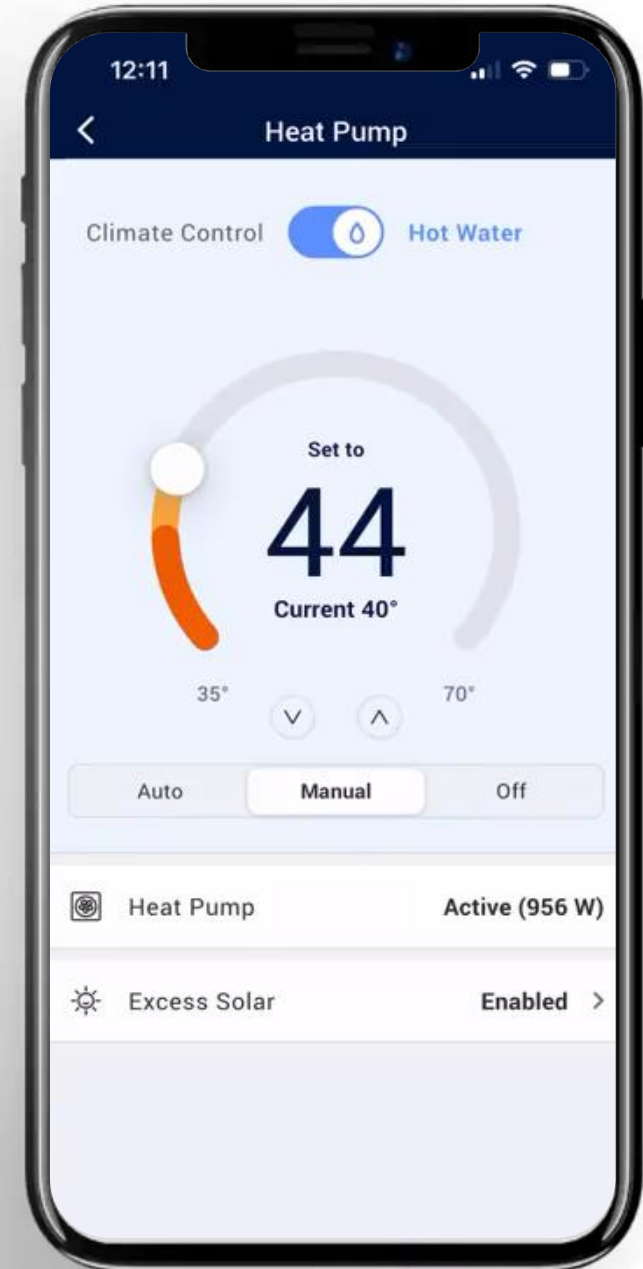 12:11
Heat Pump
Climate Control Hot Water
Set to
44
Current 40°
35° 70°
Auto Manual Off
Heat Pump Active (956 W)
Excess Solar Enabled